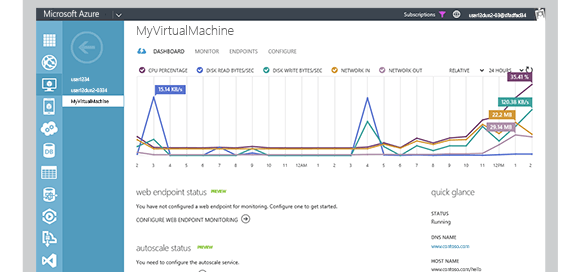 Microsoft Azure
Subscriptions
user1234
user12dus2-69
MyVirtualMachine
MyVirtualMachine
DASHBOARD MONITOR ENDPOINTS CONFIGURE
CPU PERCENTAGE DISK READ BYTES/SEC DISK WRITE BYTES/SEC NETWORK IN NETWORK OUT RELATIVE 24 HOURS
35.41 %
15.14 KB/s
120.38 KB/s
22.2 MB
29.14 MB
2 3 4 5 6 7 8 9 10 11 12AM 1 2 3 4 5 6 7 8 9 10 11 12PM 1 2
web endpoint status PREVIEW
You have not configured a web endpoint for monitoring. Configure one to get started.
CONFIGURE WEB ENDPOINT MONITORING
autoscale status PREVIEW
You need to configure the autoscale service.
quick glance
STATUS
Running
DNS NAME
www.contoso.com
HOST NAME
www.contoso.com/hello